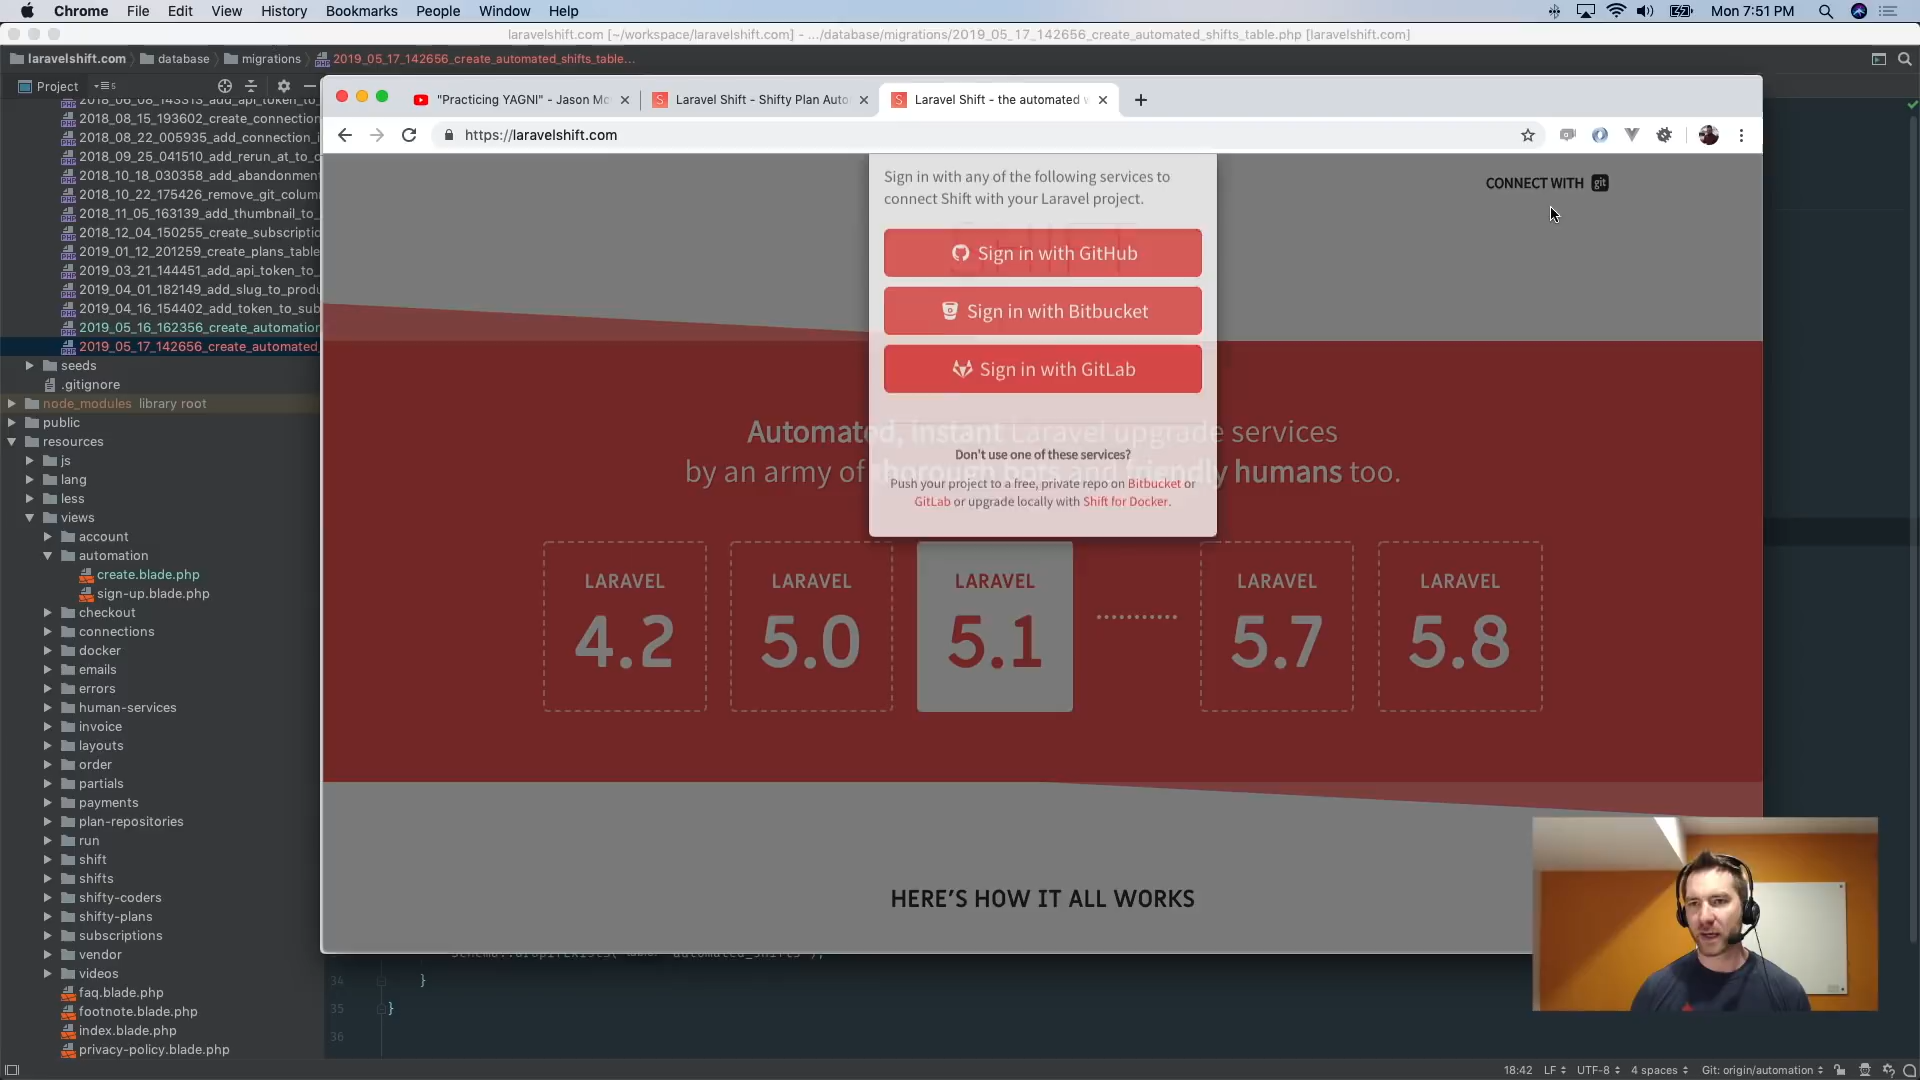 Chrome File Edit View History Bookmarks People Window Help
Mon 7:51 PM
laravelshift.com [~/workspace/laravelshift.com] - .../database/migrations/2019_05_17_142656_create_automated_shifts_table.php [laravelshift.com]
laravelshift.com database migrations 2019_05_17_142656_create_automated_shifts_table...
Project
2018_06_08_143313_add_api_token_to_
2018_08_15_193602_create_connection
2018_08_22_005935_add_connection_i
2018_09_25_041510_add_rerun_at_to_o
2018_10_18_030358_add_abandonment
2018_10_22_175426_remove_git_colum
2018_11_05_163139_add_thumbnail_to_
2018_12_04_150255_create_subscriptio
2019_01_12_201259_create_plans_table
2019_03_21_144451_add_api_token_to_
2019_04_01_182149_add_slug_to_produ
2019_04_16_154402_add_token_to_sub
2019_05_16_162356_create_automation
2019_05_17_142656_create_automated_
seeds
.gitignore
node_modules library root
public
resources
js
lang
less
views
account
automation
create.blade.php
sign-up.blade.php
checkout
connections
docker
emails
errors
human-services
invoice
layouts
order
partials
payments
plan-repositories
run
shift
shifts
shifty-coders
shifty-plans
subscriptions
vendor
videos
faq.blade.php
footnote.blade.php
index.blade.php
privacy-policy.blade.php
"Practicing YAGNI" - Jason Mc
Laravel Shift - Shifty Plan Auto
Laravel Shift - the automated
https://laravelshift.com
CONNECT WITH git
Sign in with any of the following services to
connect Shift with your Laravel project.
Sign in with GitHub
Sign in with Bitbucket
Sign in with GitLab
Automated, instant Laravel upgrade services
by an army of thorough bots and friendly humans too.
Don't use one of these services?
Push your project to a free, private repo on Bitbucket or
GitLab or upgrade locally with Shift for Docker.
LARAVEL
4.2
LARAVEL
5.0
LARAVEL
5.1
LARAVEL
5.7
LARAVEL
5.8
HERE'S HOW IT ALL WORKS
34 }
35 }
36
18:42 LF UTF-8 4 spaces Git: origin/automation